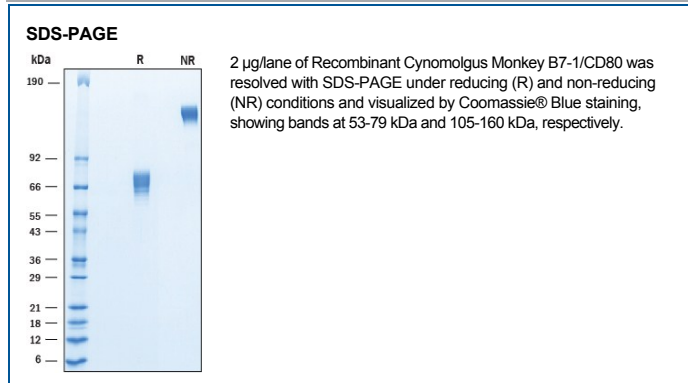 SDS-PAGE
kDa R NR
190
92
66
55
43
36
29
21
18
12
6
2 µg/lane of Recombinant Cynomolgus Monkey B7-1/CD80 was
resolved with SDS-PAGE under reducing (R) and non-reducing
(NR) conditions and visualized by Coomassie® Blue staining,
showing bands at 53-79 kDa and 105-160 kDa, respectively.